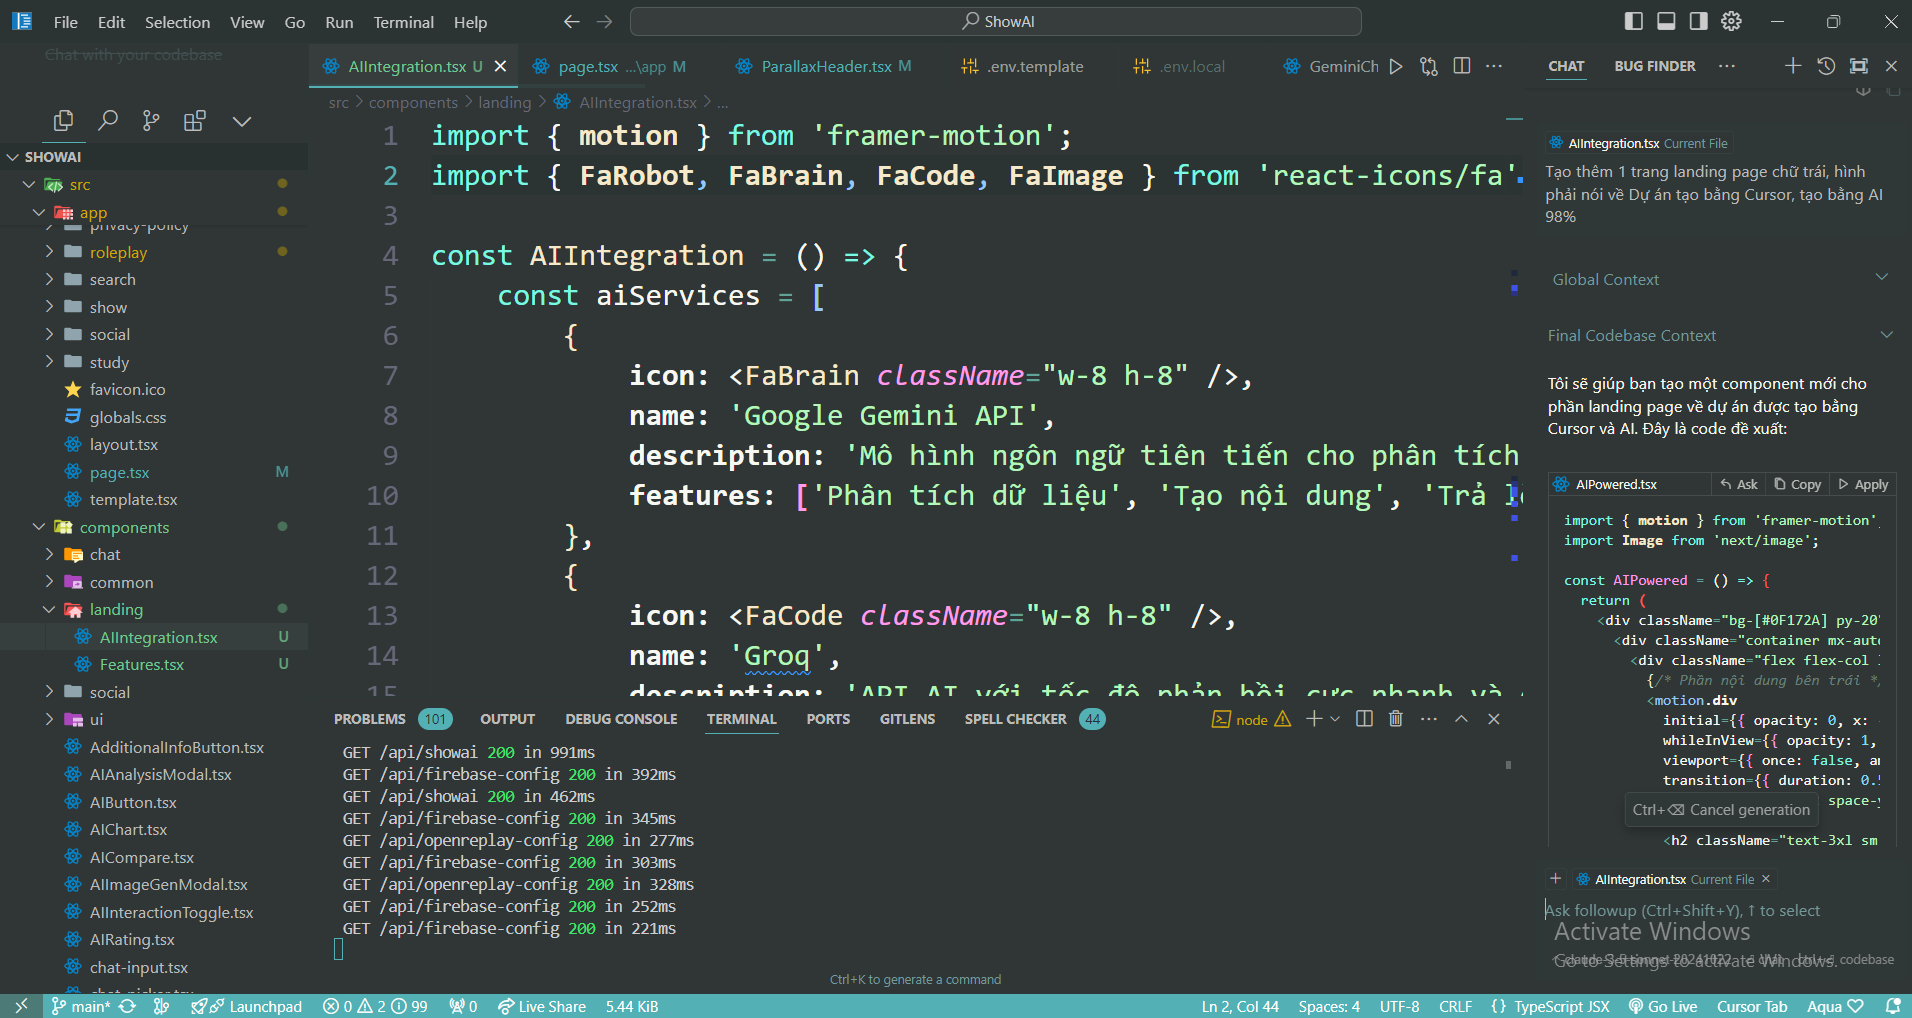 File Edit Selection View Go Run Terminal Help
ShowAI
Chat with your codebase
SHOWAI
src
app
privacy-policy
roleplay
search
show
social
study
favicon.ico
globals.css
layout.tsx
page.tsx M
template.tsx
components
chat
common
landing
AIIntegration.tsx U
Features.tsx U
social
ui
AdditionalInfoButton.tsx
AIAnalysisModal.tsx
AIButton.tsx
AIChart.tsx
AICompare.tsx
AIImageGenModal.tsx
AIInteractionToggle.tsx
AIRating.tsx
chat-input.tsx
AIIntegration.tsx U page.tsx ...\app M ParallaxHeader.tsx M .env.template .env.local GeminiCh
src > components > landing > AIIntegration.tsx > ...
1 import { motion } from 'framer-motion';
2 import { FaRobot, FaBrain, FaCode, FaImage } from 'react-icons/fa'
3
4 const AIIntegration = () => {
5 const aiServices = [
6 {
7 icon: <FaBrain className="w-8 h-8" />,
8 name: 'Google Gemini API',
9 description: 'Mô hình ngôn ngữ tiên tiến cho phân tích
10 features: ['Phân tích dữ liệu', 'Tạo nội dung', 'Trả l
11 },
12 {
13 icon: <FaCode className="w-8 h-8" />,
14 name: 'Groq',
15 description: 'API AI với tốc độ phản hồi cực nhanh và
PROBLEMS 101 OUTPUT DEBUG CONSOLE TERMINAL PORTS GITLENS SPELL CHECKER 44 node
GET /api/showai 200 in 991ms
GET /api/firebase-config 200 in 392ms
GET /api/showai 200 in 462ms
GET /api/firebase-config 200 in 345ms
GET /api/openreplay-config 200 in 277ms
GET /api/firebase-config 200 in 303ms
GET /api/openreplay-config 200 in 328ms
GET /api/firebase-config 200 in 252ms
GET /api/firebase-config 200 in 221ms
Ctrl+K to generate a command
CHAT BUG FINDER
AIIntegration.tsx Current File
Tạo thêm 1 trang landing page chữ trái, hình
phải nói về Dự án tạo bằng Cursor, tạo bằng AI
98%
Global Context
Final Codebase Context
Tôi sẽ giúp bạn tạo một component mới cho
phần landing page về dự án được tạo bằng
Cursor và AI. Đây là code đề xuất:
AIPowered.tsx Ask Copy Apply
import { motion } from 'framer-motion'
import Image from 'next/image';
const AIPowered = () => {
return (
<div className="bg-[#0F172A] py-20"
<div className="container mx-auto
<div className="flex flex-col
{/* Phần nội dung bên trái *
<motion.div
initial={{ opacity: 0, x:
whileInView={{ opacity: 1,
viewport={{ once: false, am
transition={{ duration: 0.5
space-y
Ctrl+⌫ Cancel generation
<h2 className="text-3xl sm
AIIntegration.tsx Current File
Ask followup (Ctrl+Shift+Y), ↑ to select
Activate Windows
Go to Settings to activate Windows.
claude-3-5-sonnet-20241022 chat codebase
main* Launchpad 0 2 99 0 Live Share 5.44 KiB
Ln 2, Col 44 Spaces: 4 UTF-8 CRLF {} TypeScript JSX Go Live Cursor Tab Aqua